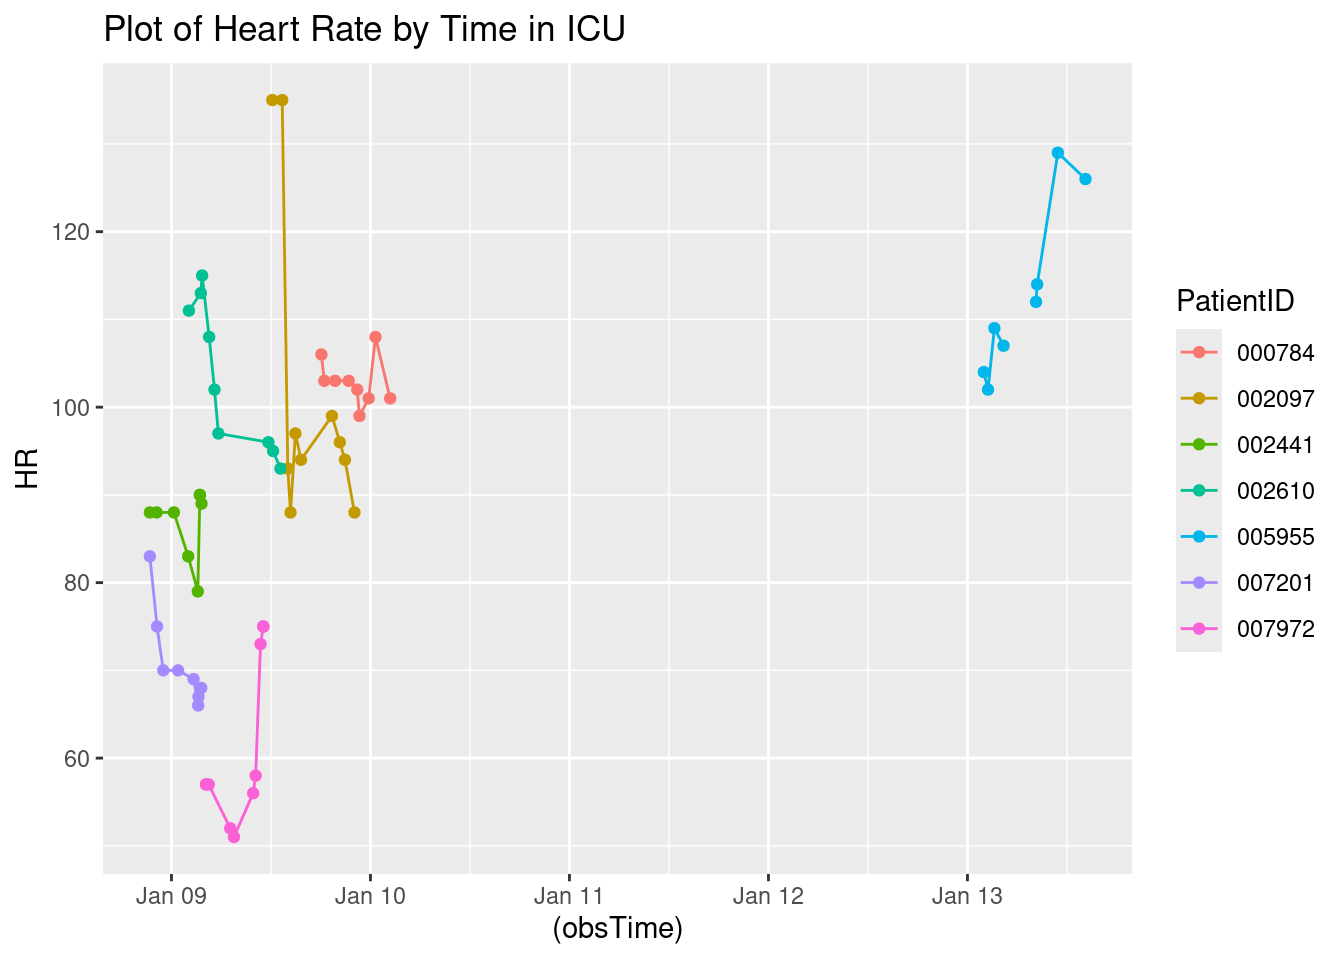 Plot of Heart Rate by Time in ICU
HR
120
100
80
60
Jan 09
Jan 10
Jan 11
Jan 12
Jan 13
(obsTime)
PatientID
000784
002097
002441
002610
005955
007201
007972